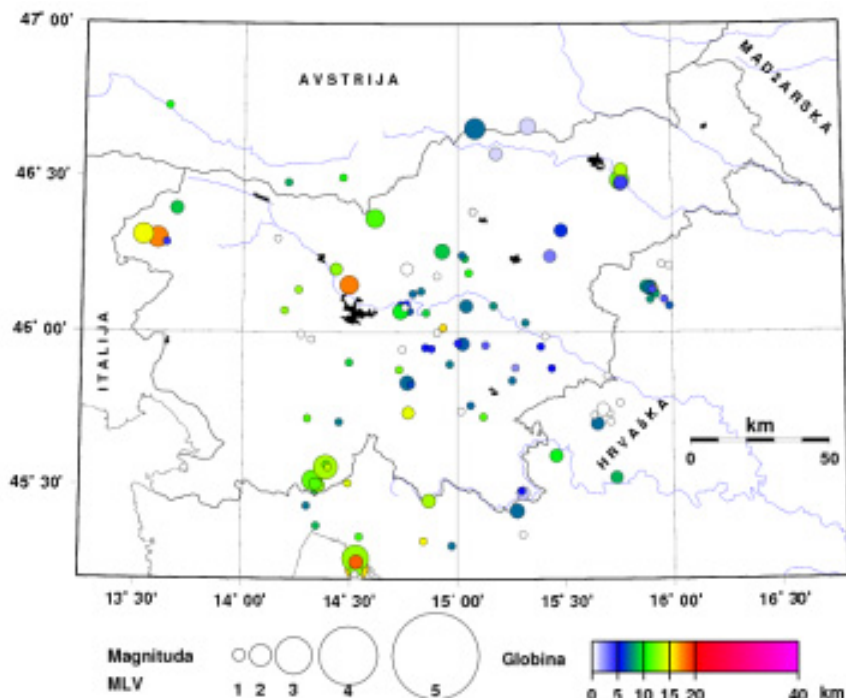 47° 00'
AVSTRIJA
MADŽARSKA
46° 30'
46° 00'
ITALIJA
HRVAŠKA
km
0 50
45° 30'
13° 30' 14° 00' 14° 30' 15° 00' 15° 30' 16° 00' 16° 30'
Magnituda
MLV
1 2 3 4 5
Globina
0 5 10 15 20 40 km